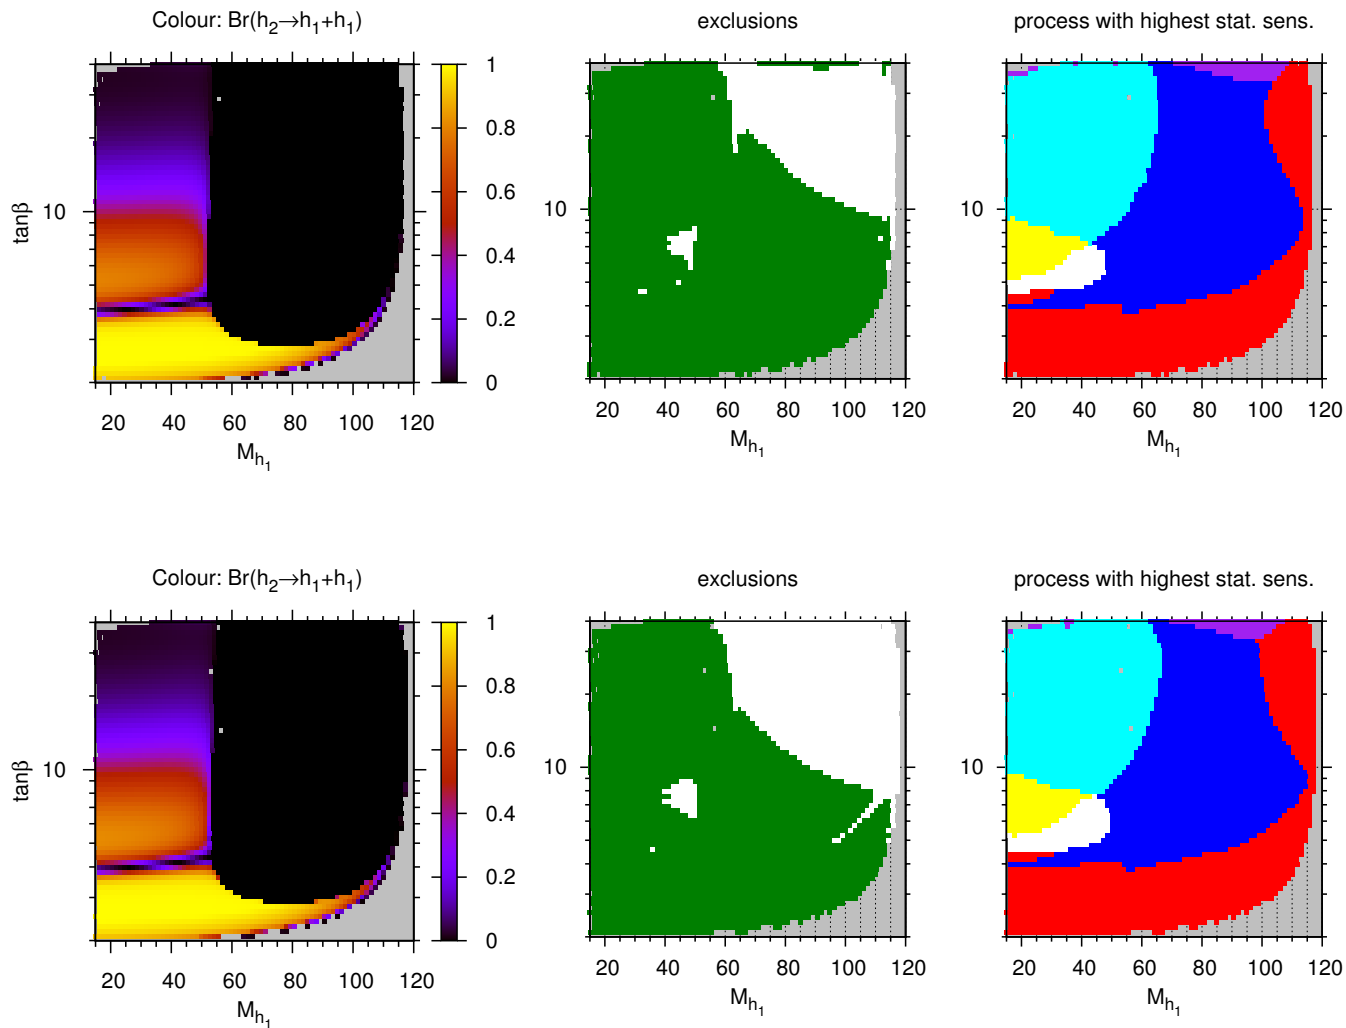 Colour: Br(h2→h1+h1) exclusions process with highest stat. sens.
1
0.8
0.6
0.4
0.2
0
tanβ 10 10 10
20 40 60 80 100 120 20 40 60 80 100 120 20 40 60 80 100 120
Mh1 Mh1 Mh1
Colour: Br(h2→h1+h1) exclusions process with highest stat. sens.
1
0.8
0.6
0.4
0.2
0
tanβ 10 10 10
20 40 60 80 100 120 20 40 60 80 100 120 20 40 60 80 100 120
Mh1 Mh1 Mh1